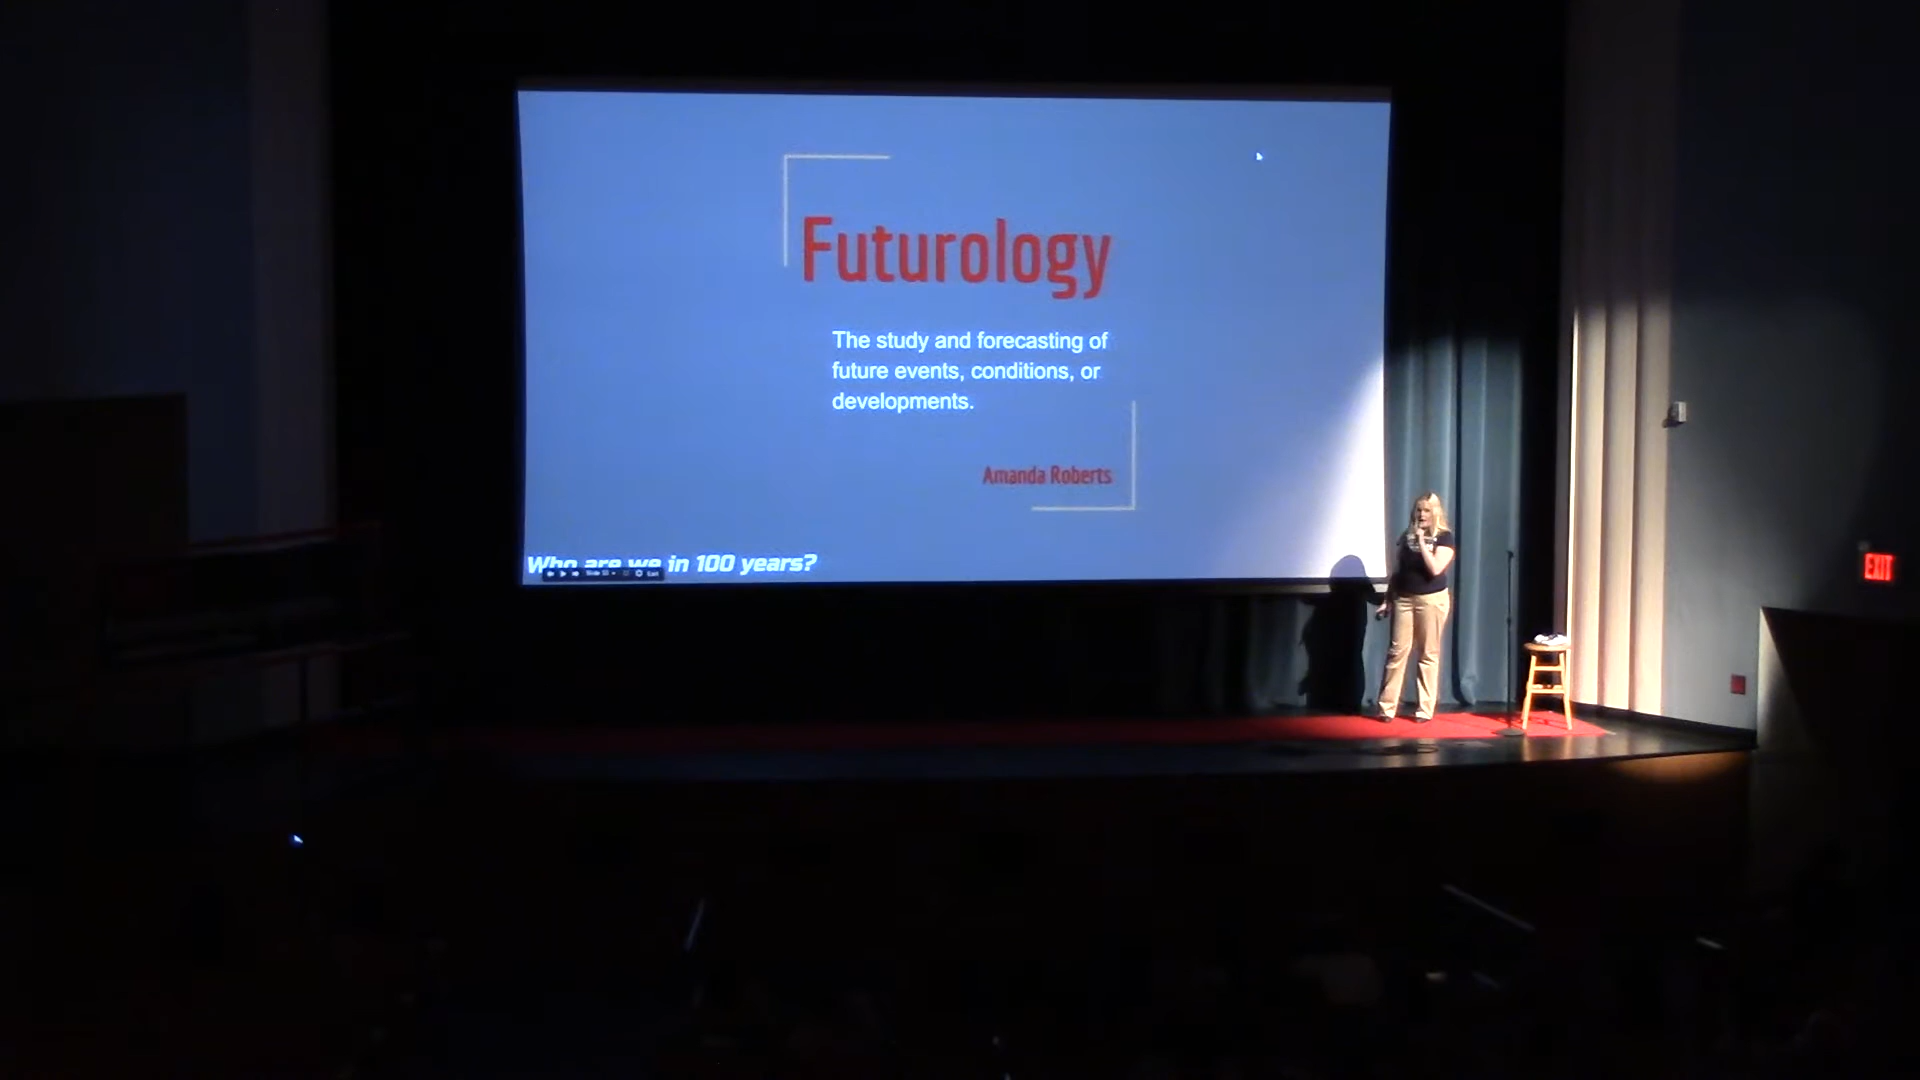 Futurology
The study and forecasting of
future events, conditions, or
developments.
Amanda Roberts
Who are we in 100 years?
EXIT